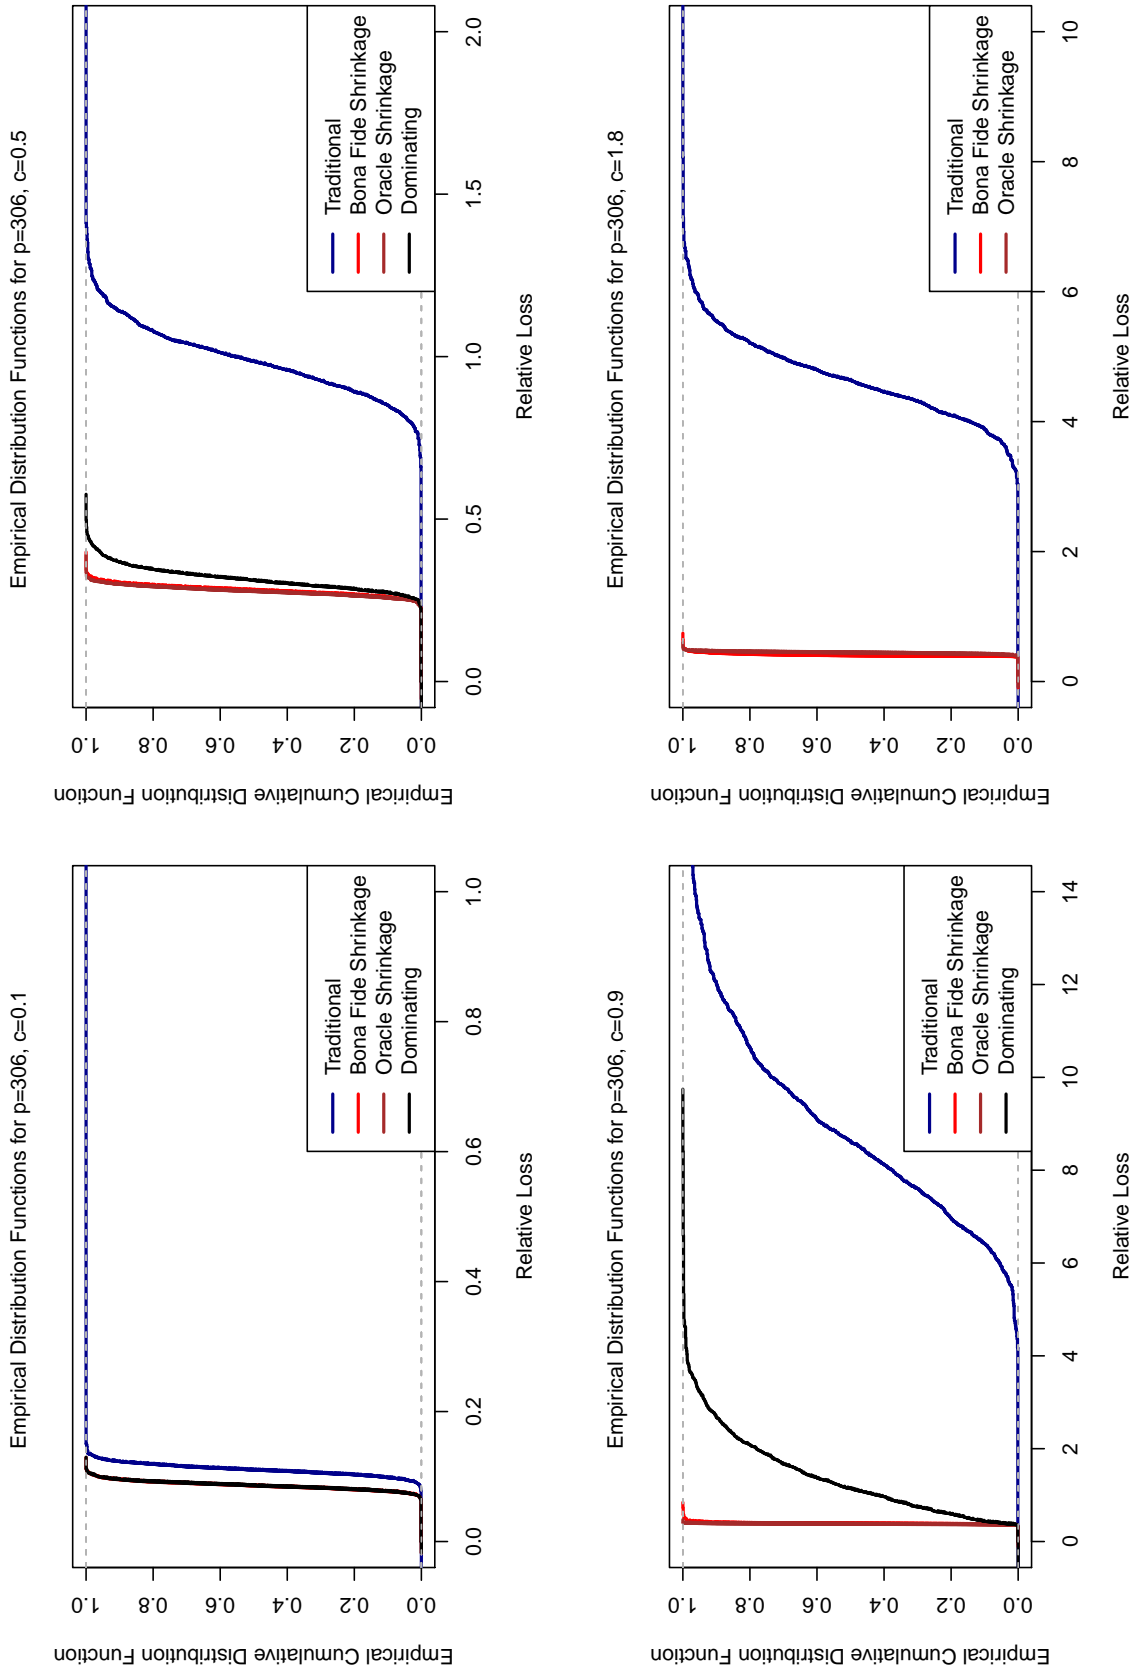 Empirical Distribution Functions for p=306, c=0.1
Empirical Cumulative Distribution Function
1.0
0.8
0.6
0.4
0.2
0.0
0.0
0.2
0.4
0.6
0.8
1.0
Relative Loss
Traditional
Bona Fide Shrinkage
Oracle Shrinkage
Dominating
Empirical Distribution Functions for p=306, c=0.5
Empirical Cumulative Distribution Function
1.0
0.8
0.6
0.4
0.2
0.0
0.0
0.5
1.0
1.5
2.0
Relative Loss
Traditional
Bona Fide Shrinkage
Oracle Shrinkage
Dominating
Empirical Distribution Functions for p=306, c=0.9
Empirical Cumulative Distribution Function
1.0
0.8
0.6
0.4
0.2
0.0
0
2
4
6
8
10
12
14
Relative Loss
Traditional
Bona Fide Shrinkage
Oracle Shrinkage
Dominating
Empirical Distribution Functions for p=306, c=1.8
Empirical Cumulative Distribution Function
1.0
0.8
0.6
0.4
0.2
0.0
0
2
4
6
8
10
Relative Loss
Traditional
Bona Fide Shrinkage
Oracle Shrinkage